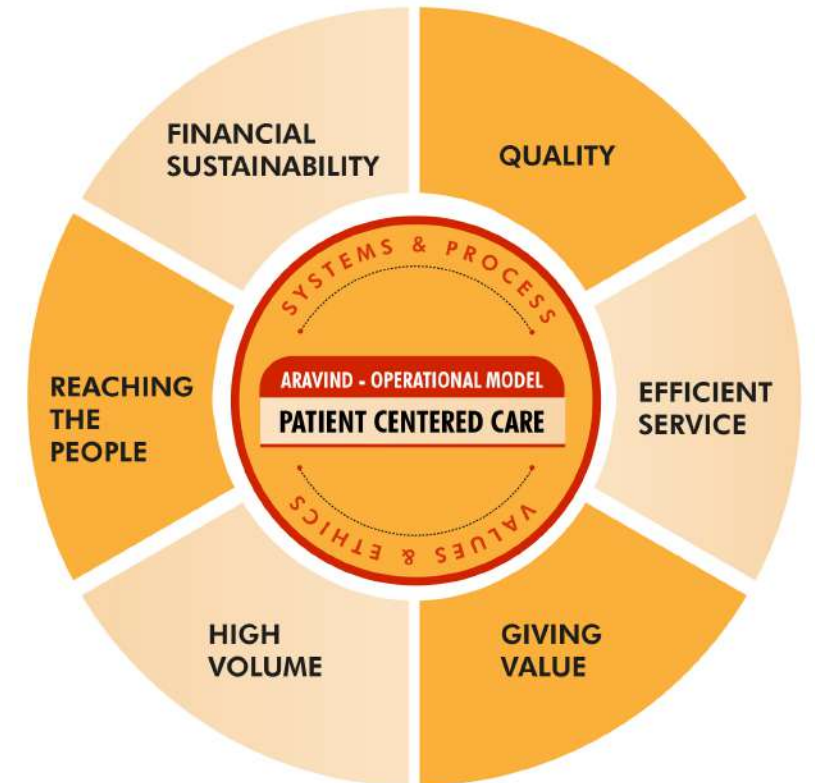 FINANCIAL
SUSTAINABILITY
QUALITY
SYSTEMS & PROCESS
ARAVIND - OPERATIONAL MODEL
PATIENT CENTERED CARE
VALUES & ETHICS
REACHING
THE
PEOPLE
EFFICIENT
SERVICE
HIGH
VOLUME
GIVING
VALUE